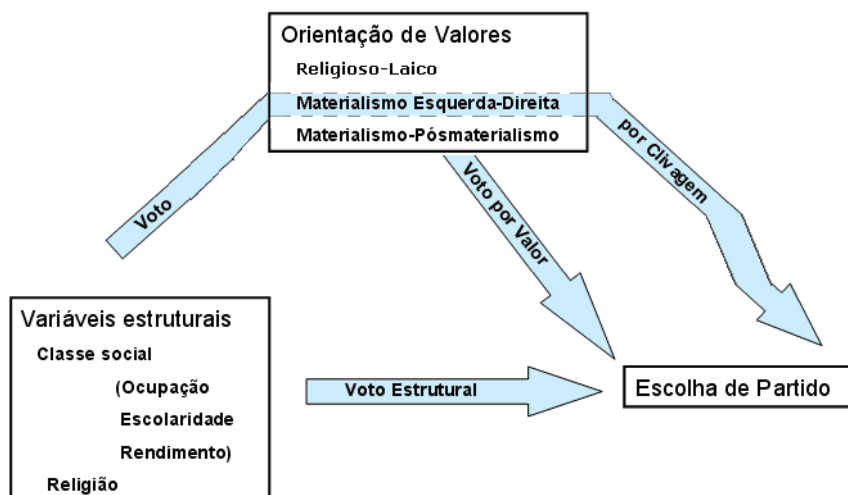 Orientação de Valores
Religioso-Laico
Materialismo Esquerda-Direita
Materialismo-Pósmaterialismo
Voto
por Clivagem
Voto por Valor
Variáveis estruturais
Classe social
(Ocupação
Escolaridade
Rendimento)
Religião
Voto Estrutural
Escolha de Partido